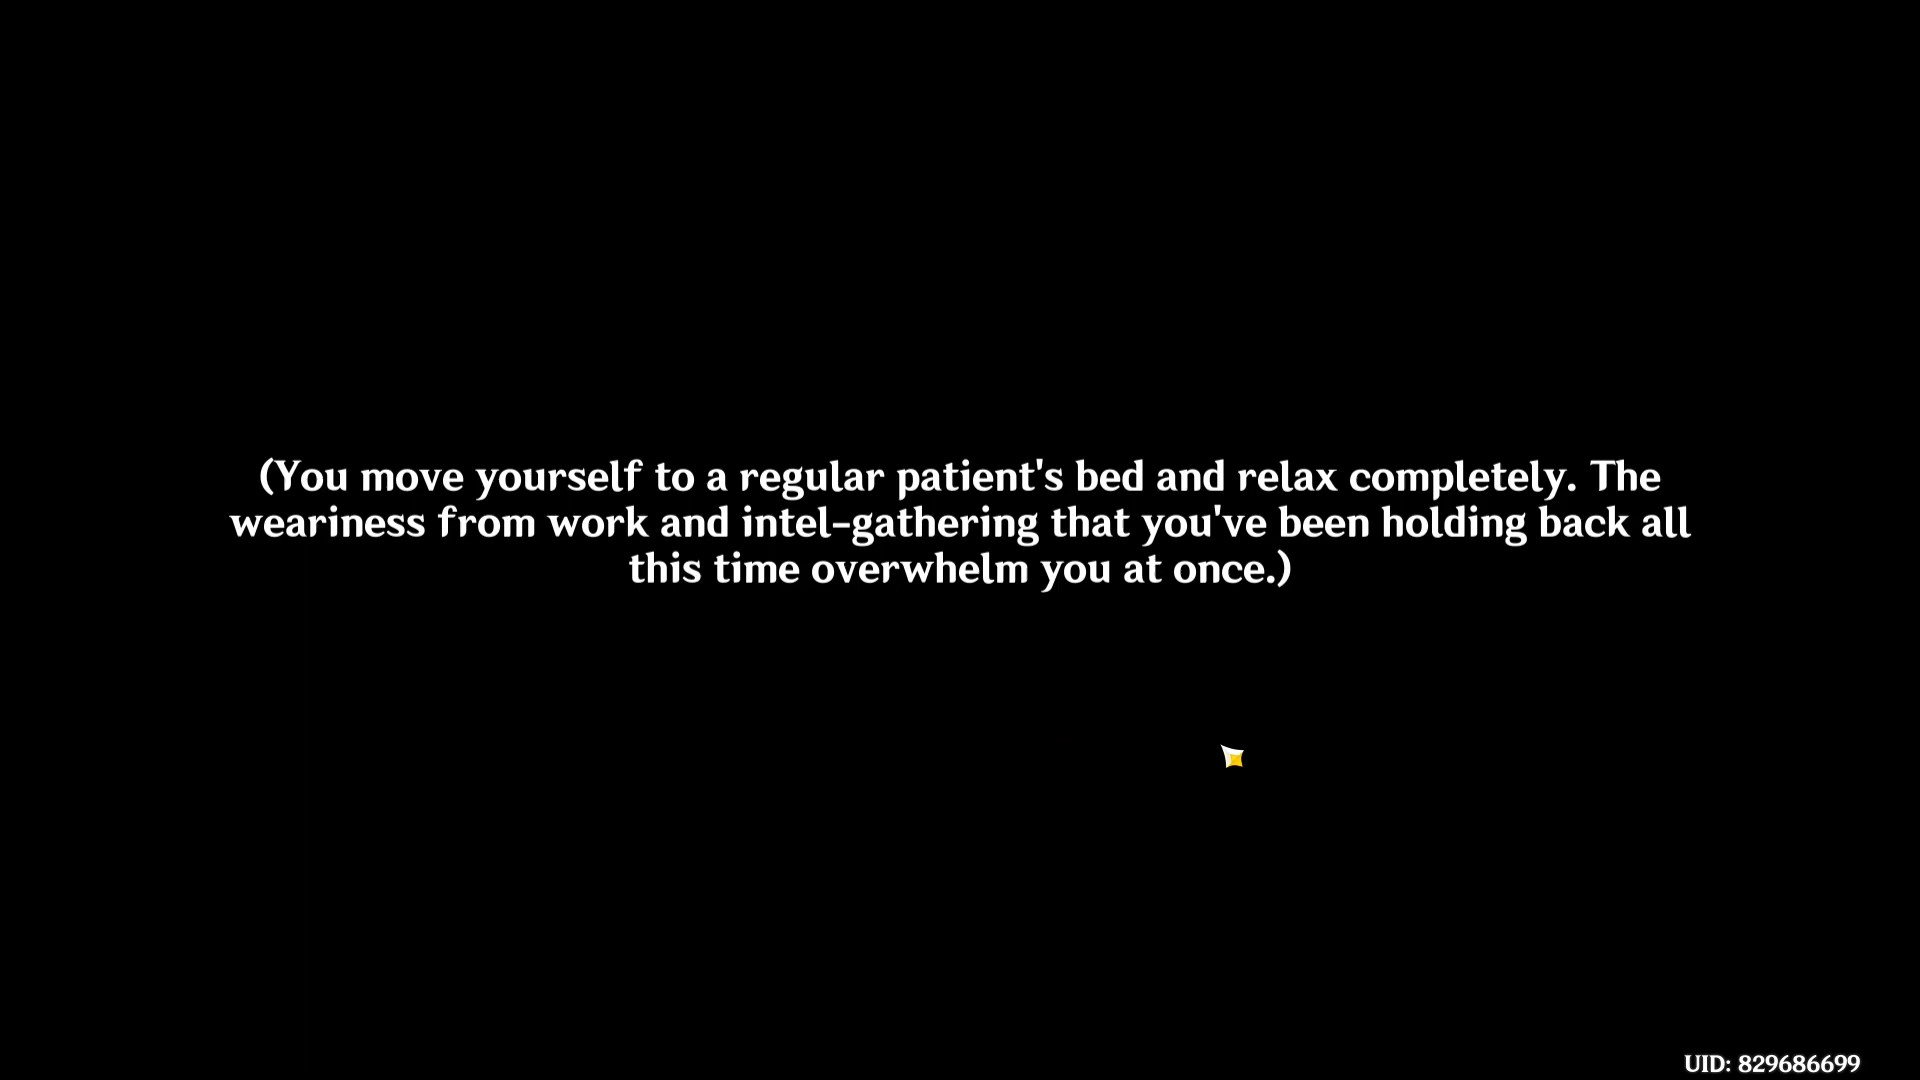 (You move yourself to a regular patient's bed and relax completely. The
weariness from work and intel-gathering that you've been holding back all
this time overwhelm you at once.)
UID: 829686699